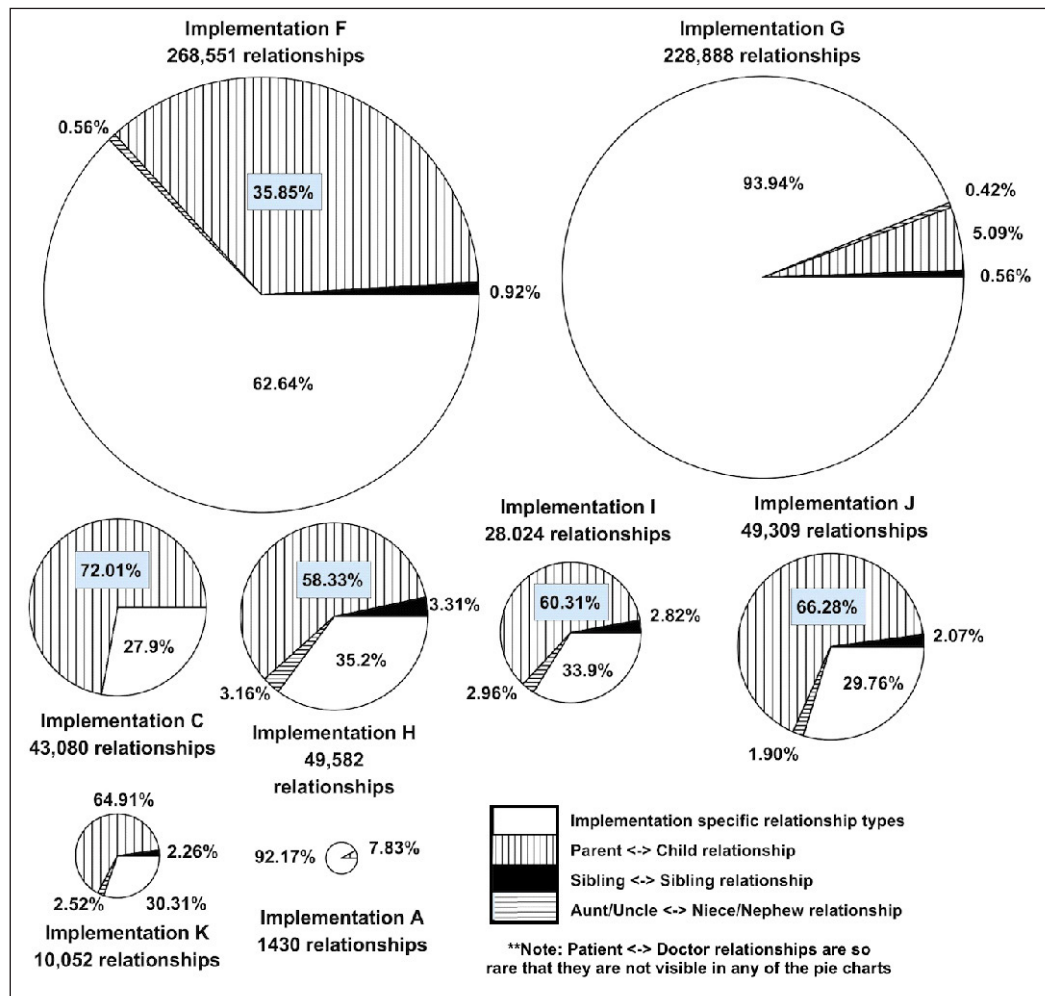 Implementation F
268,551 relationships
0.56%
35.85%
0.92%
62.64%
Implementation G
228,888 relationships
93.94%
0.42%
5.09%
0.56%
72.01%
27.9%
Implementation C
43,080 relationships
58.33%
3.31%
35.2%
3.16%
Implementation H
49,582
relationships
Implementation I
28.024 relationships
60.31%
2.82%
33.9%
2.96%
Implementation J
49,309 relationships
66.28%
2.07%
29.76%
1.90%
64.91%
2.26%
2.52%
30.31%
Implementation K
10,052 relationships
92.17%
7.83%
Implementation A
1430 relationships
Implementation specific relationship types
Parent <-> Child relationship
Sibling <-> Sibling relationship
Aunt/Uncle <-> Niece/Nephew relationship
**Note: Patient <-> Doctor relationships are so
rare that they are not visible in any of the pie charts